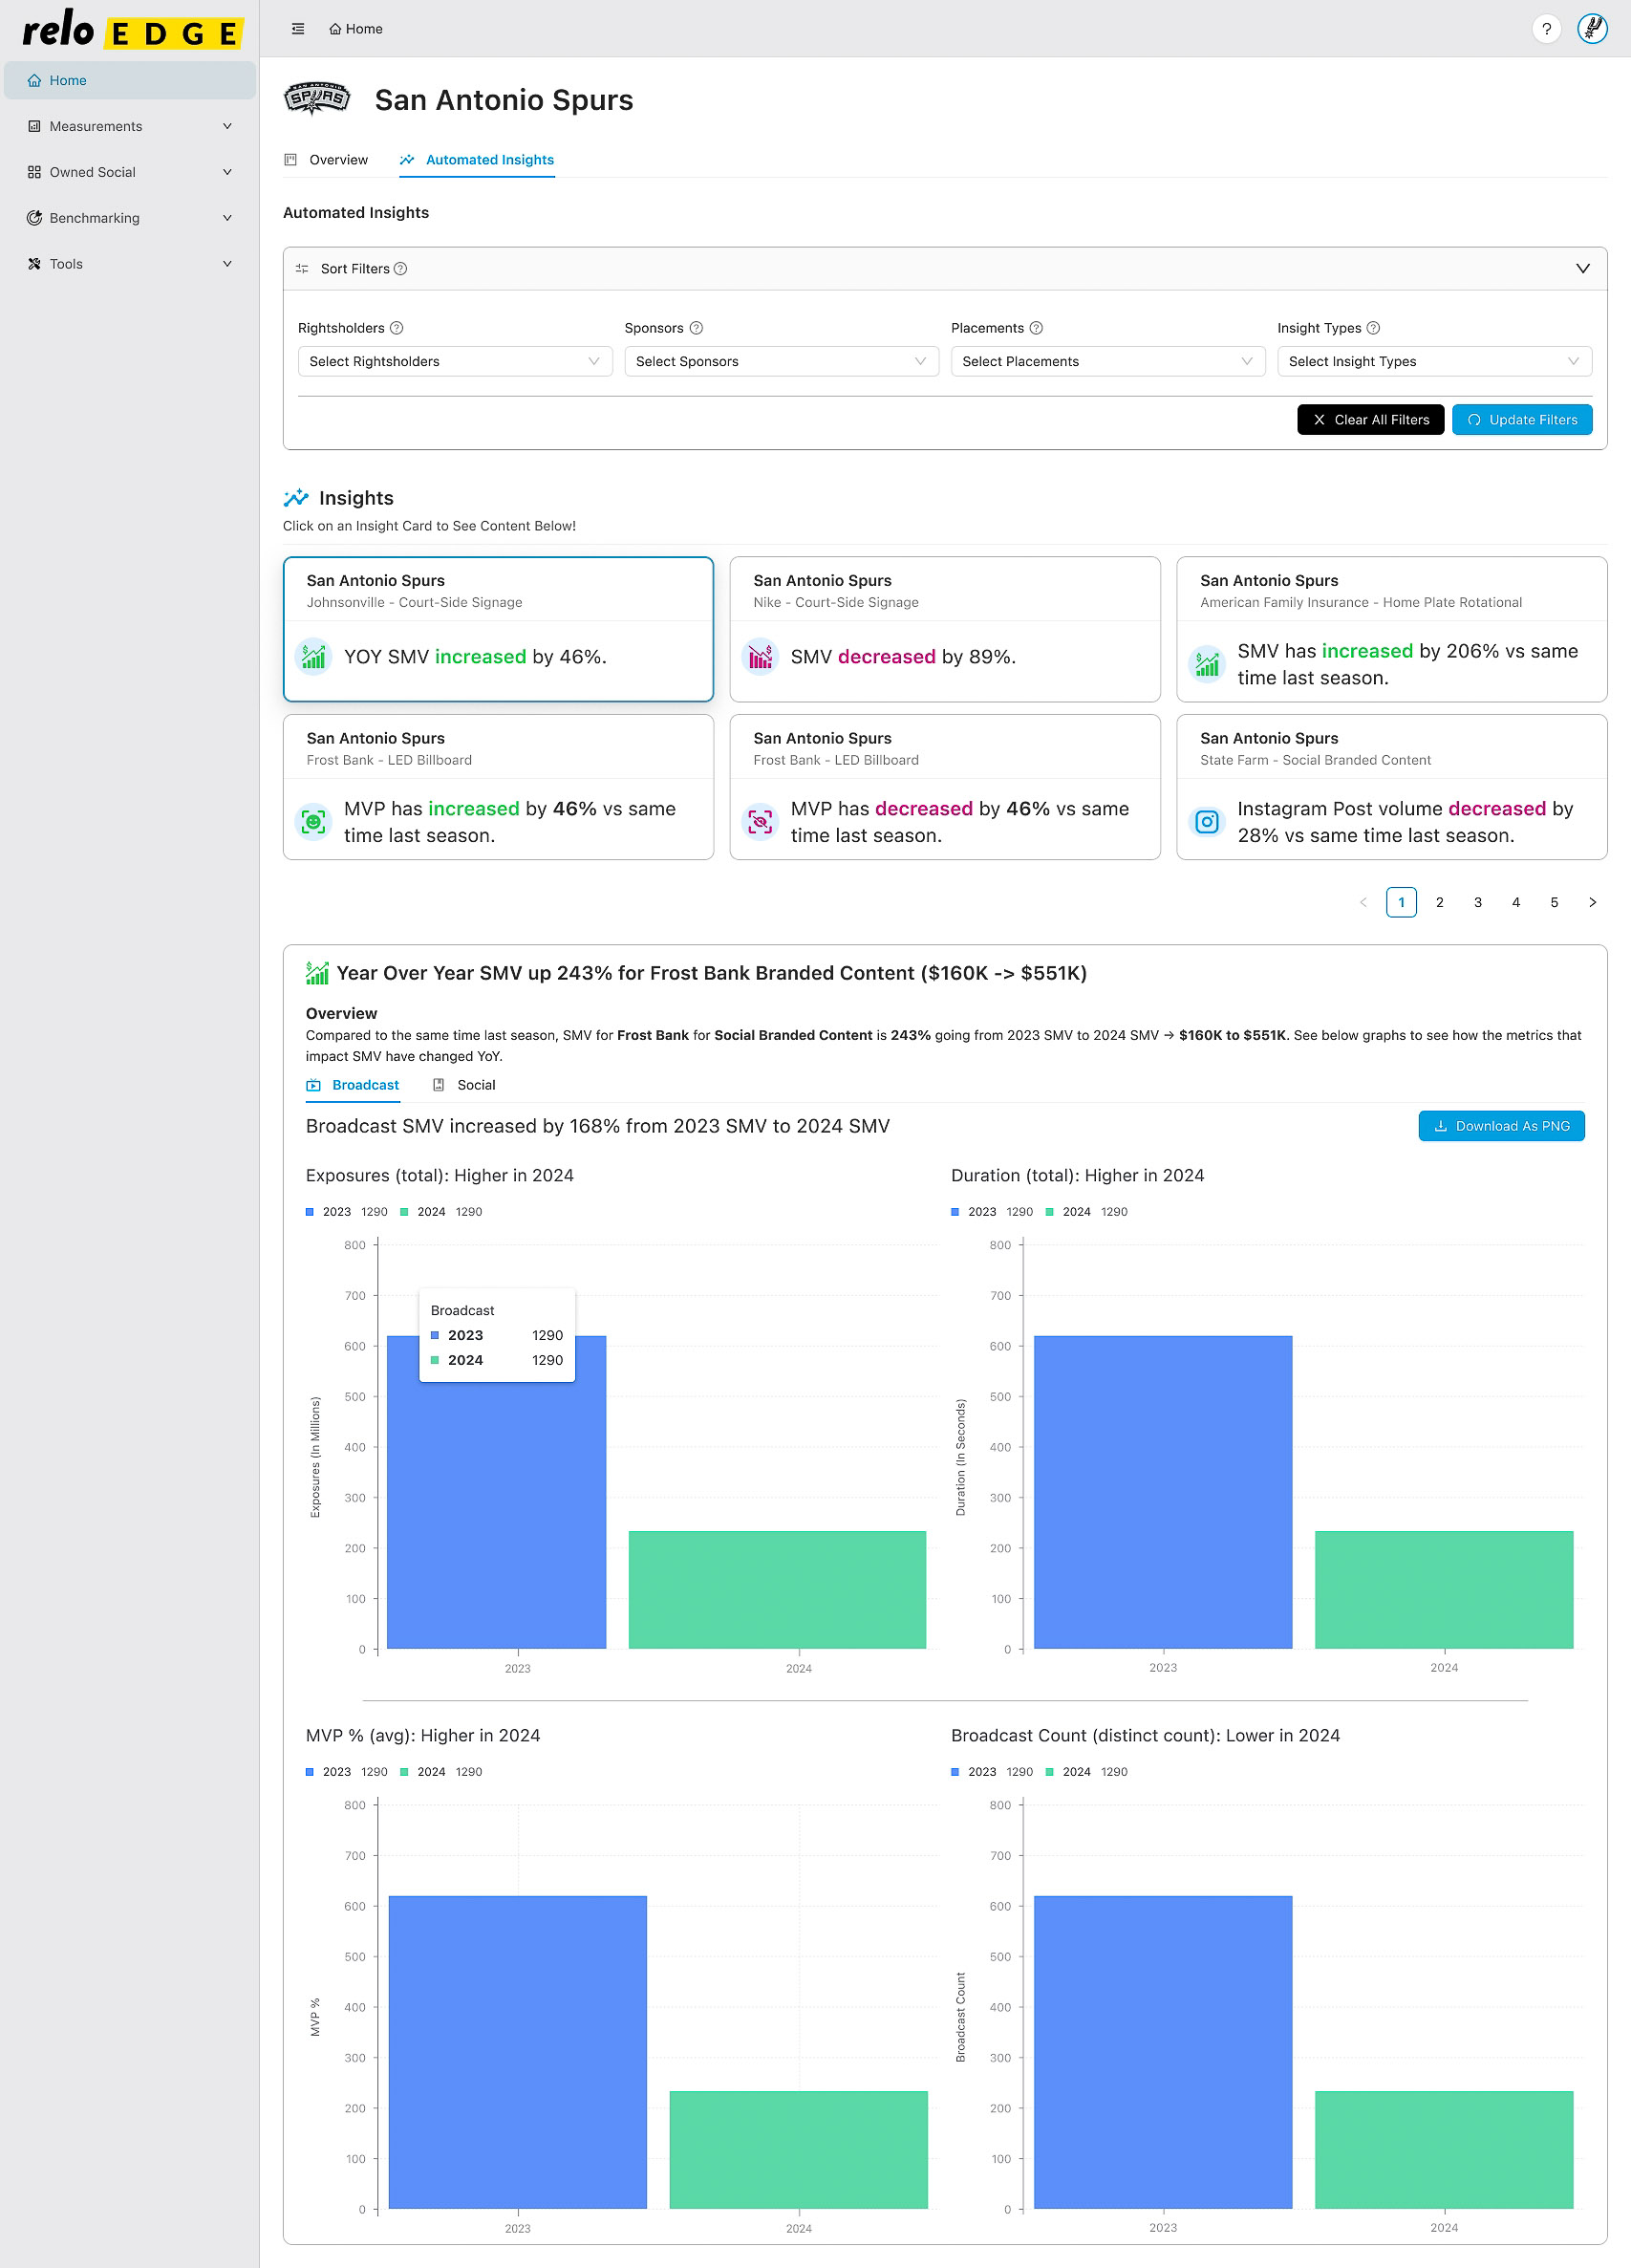 relo EDGE
Home
?
Home
Measurements
Owned Social
Benchmarking
Tools
SPURS
San Antonio Spurs
Overview
Automated Insights
Automated Insights
Sort Filters ?
Rightsholders ?
Sponsors ?
Placements ?
Insight Types ?
Select Rightsholders
Select Sponsors
Select Placements
Select Insight Types
Clear All Filters
Update Filters
Insights
Click on an Insight Card to See Content Below!
San Antonio Spurs
Johnsonville - Court-Side Signage
YOY SMV increased by 46%.
San Antonio Spurs
Nike - Court-Side Signage
SMV decreased by 89%.
San Antonio Spurs
American Family Insurance - Home Plate Rotational
SMV has increased by 206% vs same
time last season.
San Antonio Spurs
Frost Bank - LED Billboard
MVP has increased by 46% vs same
time last season.
San Antonio Spurs
Frost Bank - LED Billboard
MVP has decreased by 46% vs same
time last season.
San Antonio Spurs
State Farm - Social Branded Content
Instagram Post volume decreased by
28% vs same time last season.
< 1 2 3 4 5 >
Year Over Year SMV up 243% for Frost Bank Branded Content ($160K -> $551K)
Overview
Compared to the same time last season, SMV for Frost Bank for Social Branded Content is 243% going from 2023 SMV to 2024 SMV → $160K to $551K. See below graphs to see how the metrics that
impact SMV have changed YoY.
Broadcast
Social
Broadcast SMV increased by 168% from 2023 SMV to 2024 SMV
Download As PNG
Exposures (total): Higher in 2024
2023 1290 2024 1290
800
700
600
500
400
300
200
100
0
Exposures (In Millions)
Broadcast
2023 1290
2024 1290
2023
2024
Duration (total): Higher in 2024
2023 1290 2024 1290
800
700
600
500
400
300
200
100
0
Duration (In Seconds)
2023
2024
MVP % (avg): Higher in 2024
2023 1290 2024 1290
800
700
600
500
400
300
200
100
0
MVP %
2023
2024
Broadcast Count (distinct count): Lower in 2024
2023 1290 2024 1290
800
700
600
500
400
300
200
100
0
Broadcast Count
2023
2024